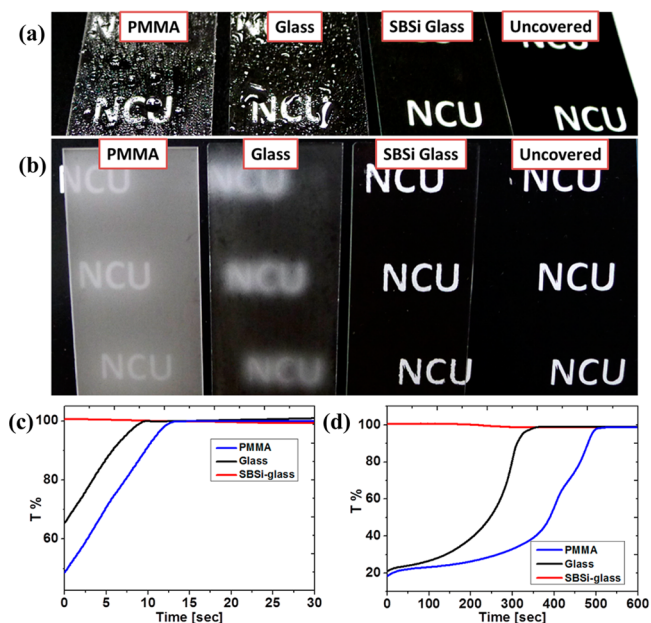 (a)
PMMA
Glass
SBSi Glass
Uncovered
NCU
NCU
NCU
NCU
(b)
PMMA
Glass
SBSi Glass
Uncovered
NCU
NCU
NCU
NCU
NCU
NCU
NCU
NCU
NCU
NCU
NCU
NCU
(c)
100
80
60
T %
0
5
10
15
20
25
30
Time [sec]
PMMA
Glass
SBSi-glass
(d)
100
80
60
40
20
T %
0
100
200
300
400
500
600
Time [sec]
PMMA
Glass
SBSi-glass